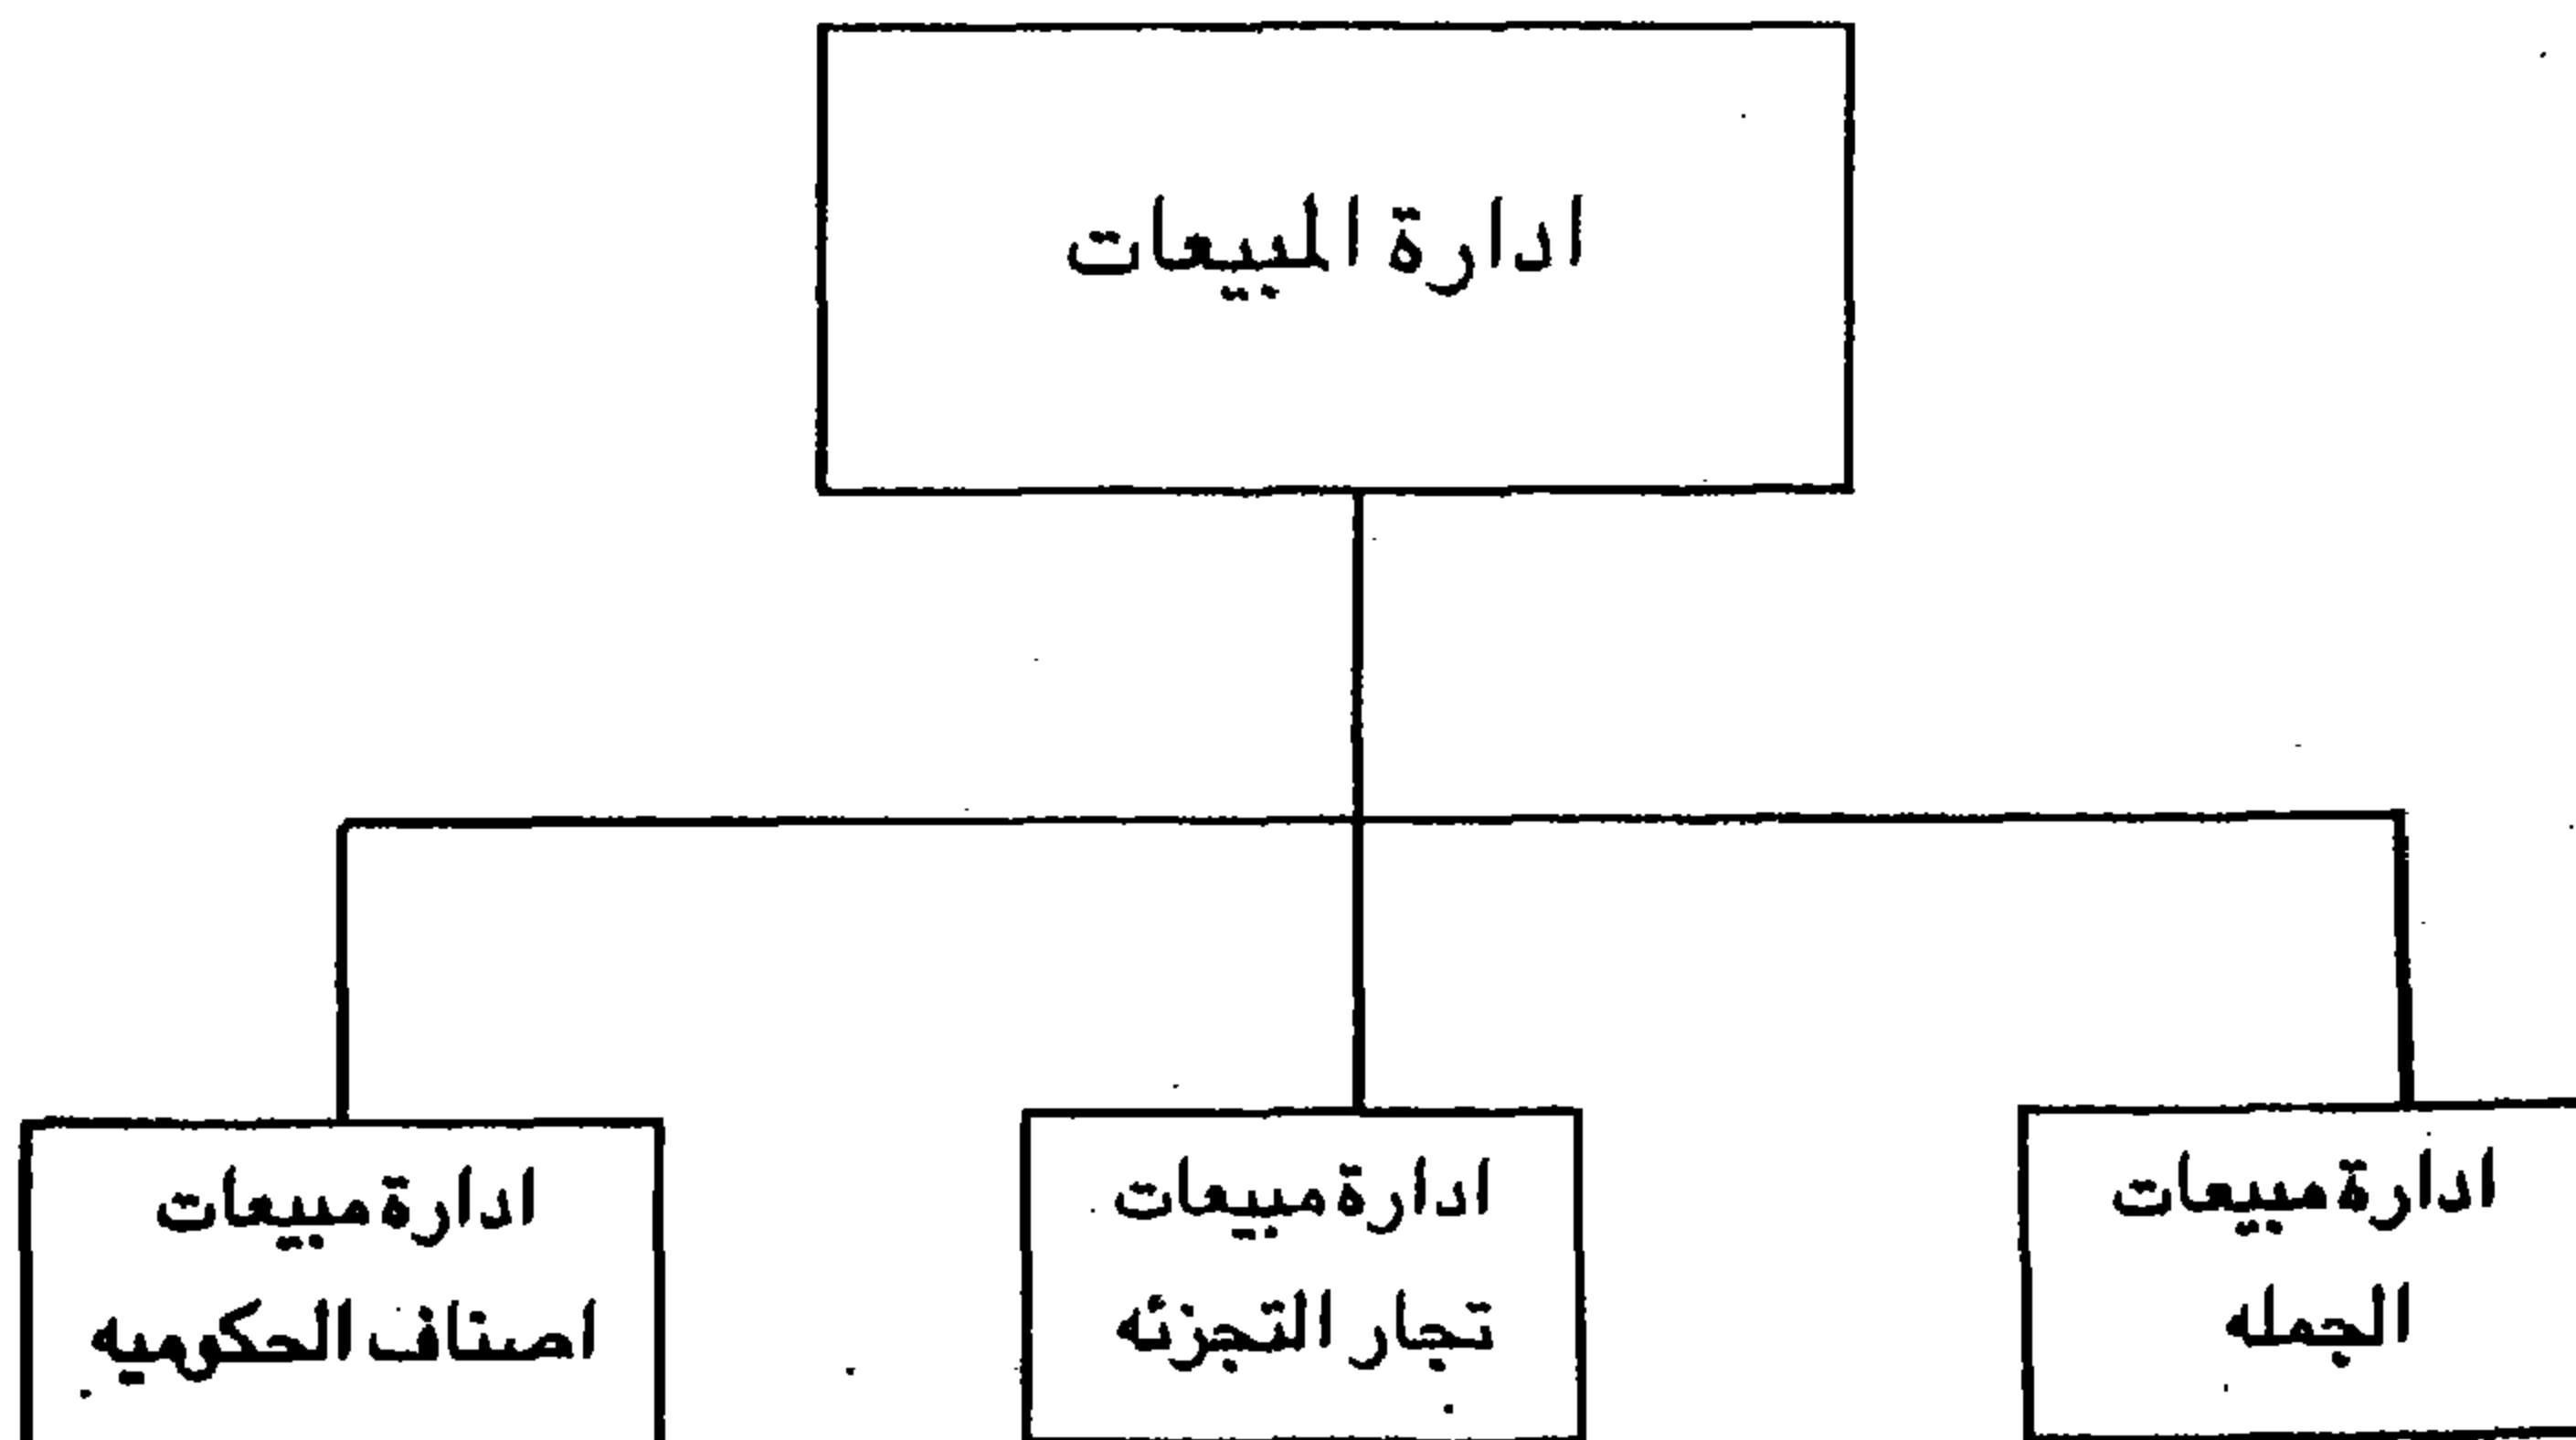 ادارة المبيعات
ادارة مبيعات
الجمله
ادارة مبيعات
تجار التجزئه
ادارة مبيعات
اصناف الحكوميه